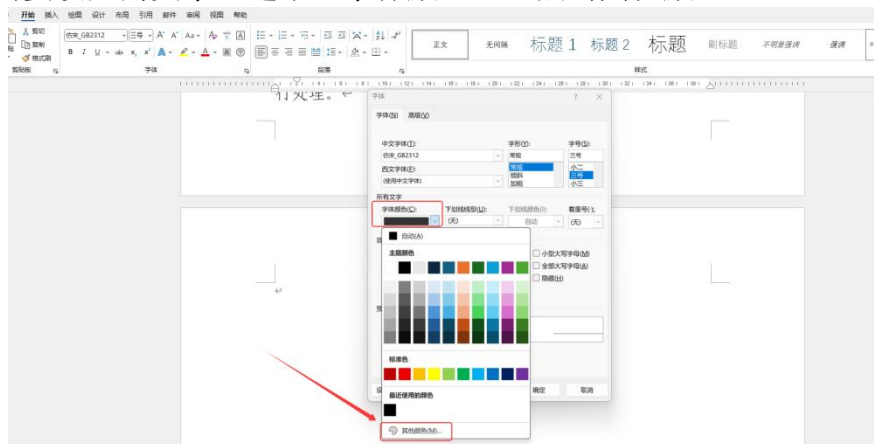 开始 插入 绘图 设计 布局 引用 邮件 审阅 视图 帮助
剪切
复制
格式刷
剪贴板
仿宋_GB2312 三号
字体
段落
正文 无间隔 标题 1 标题 2 标题 副标题 不明显强调 强调
样式
行处理。
字体 ? ×
字体(N) 高级(V)
中文字体(T): 字形(Y): 字号(S):
仿宋_GB2312 常规 三号
西文字体(F): 常规 小二
(使用中文字体) 倾斜 三号
加粗 小三
所有文字
字体颜色(C): 下划线线型(U): 下划线颜色(I): 着重号(·):
(无) 自动 (无)
自动(A)
主题颜色
小型大写字母(M)
全部大写字母(A)
隐藏(H)
标准色
最近使用的颜色
其他颜色(M)...
确定 取消